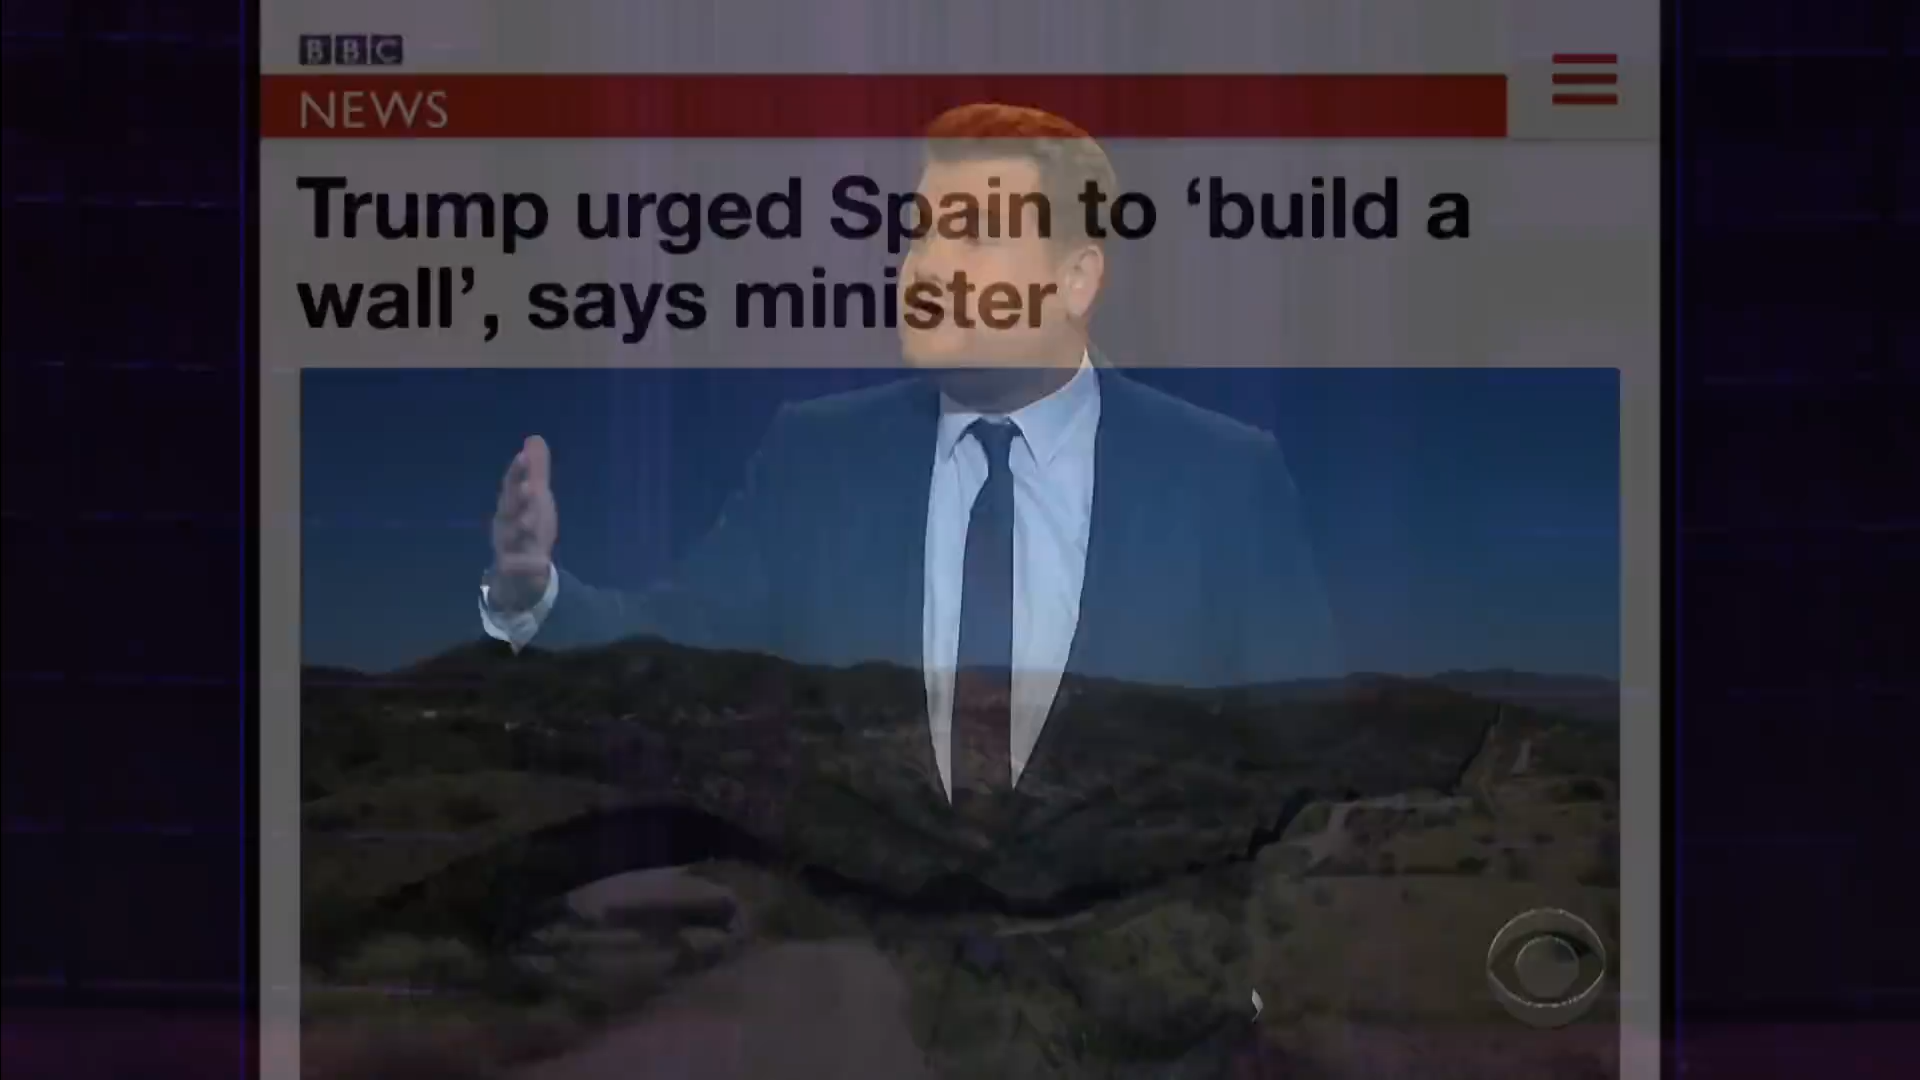 BBC
NEWS
Trump urged Spain to ‘build a
wall’, says minister